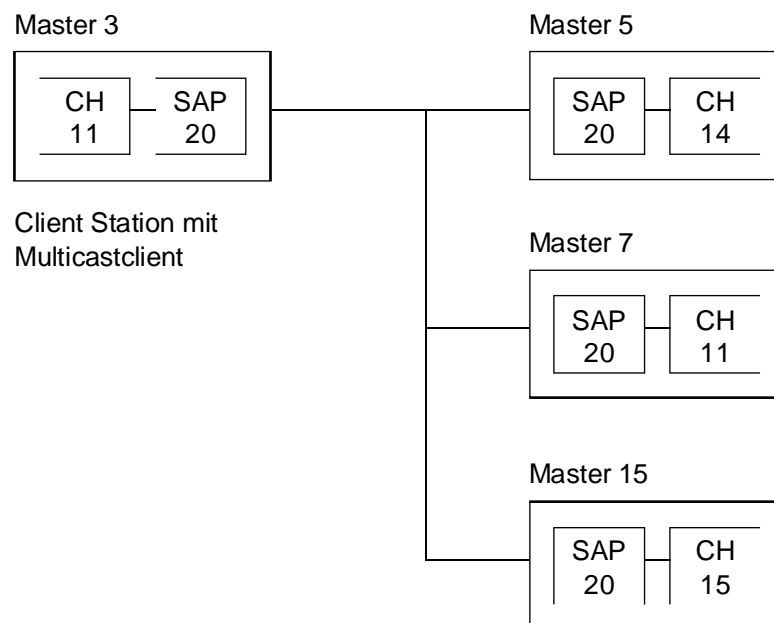 Master 3
CH
11
SAP
20
Client Station mit
Multicastclient
Master 5
SAP
20
CH
14
Master 7
SAP
20
CH
11
Master 15
SAP
20
CH
15